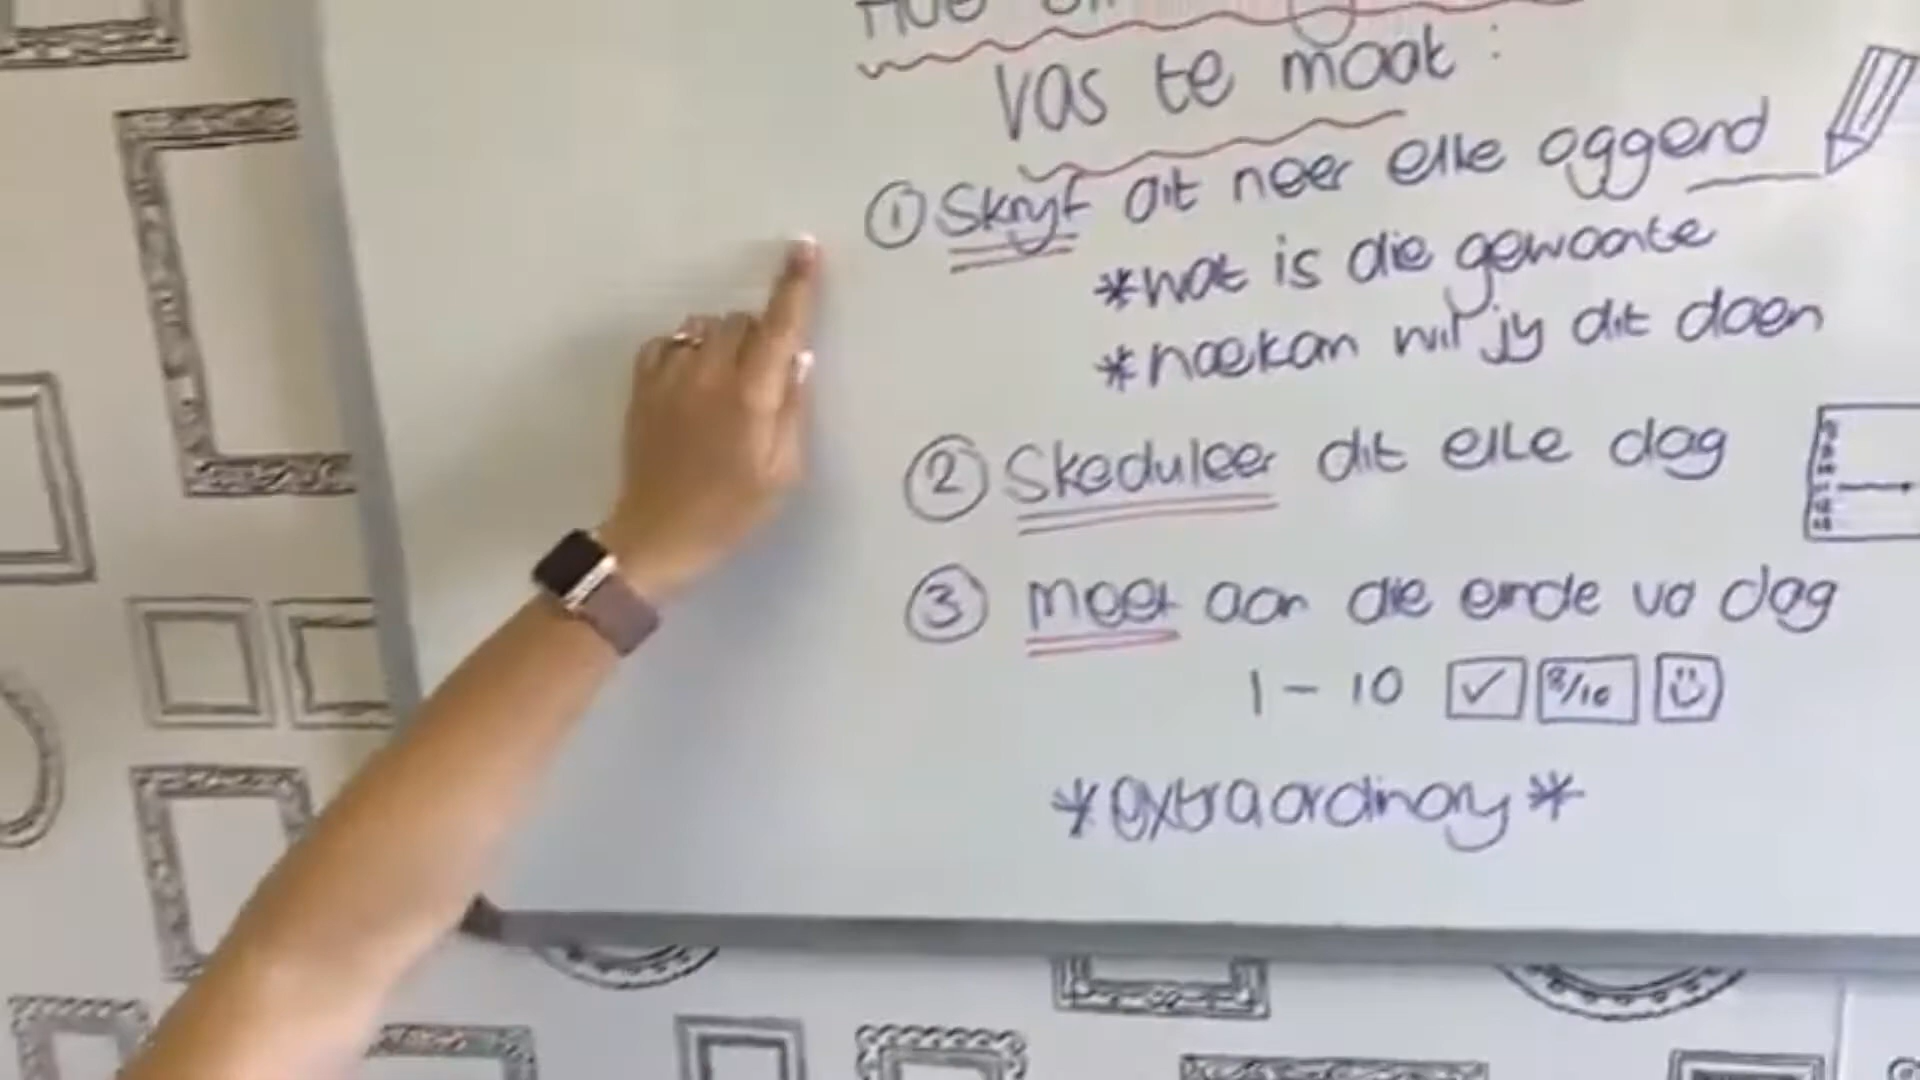 vas te maak:
① Skryf dit neer elke oggend
*wat is die gewoonte
*hoekom wil jy dit doen
② Skeduleer dit elke dag
③ meet aan die einde va dag
1 - 10 ✓ 8/10
*extraordinary*